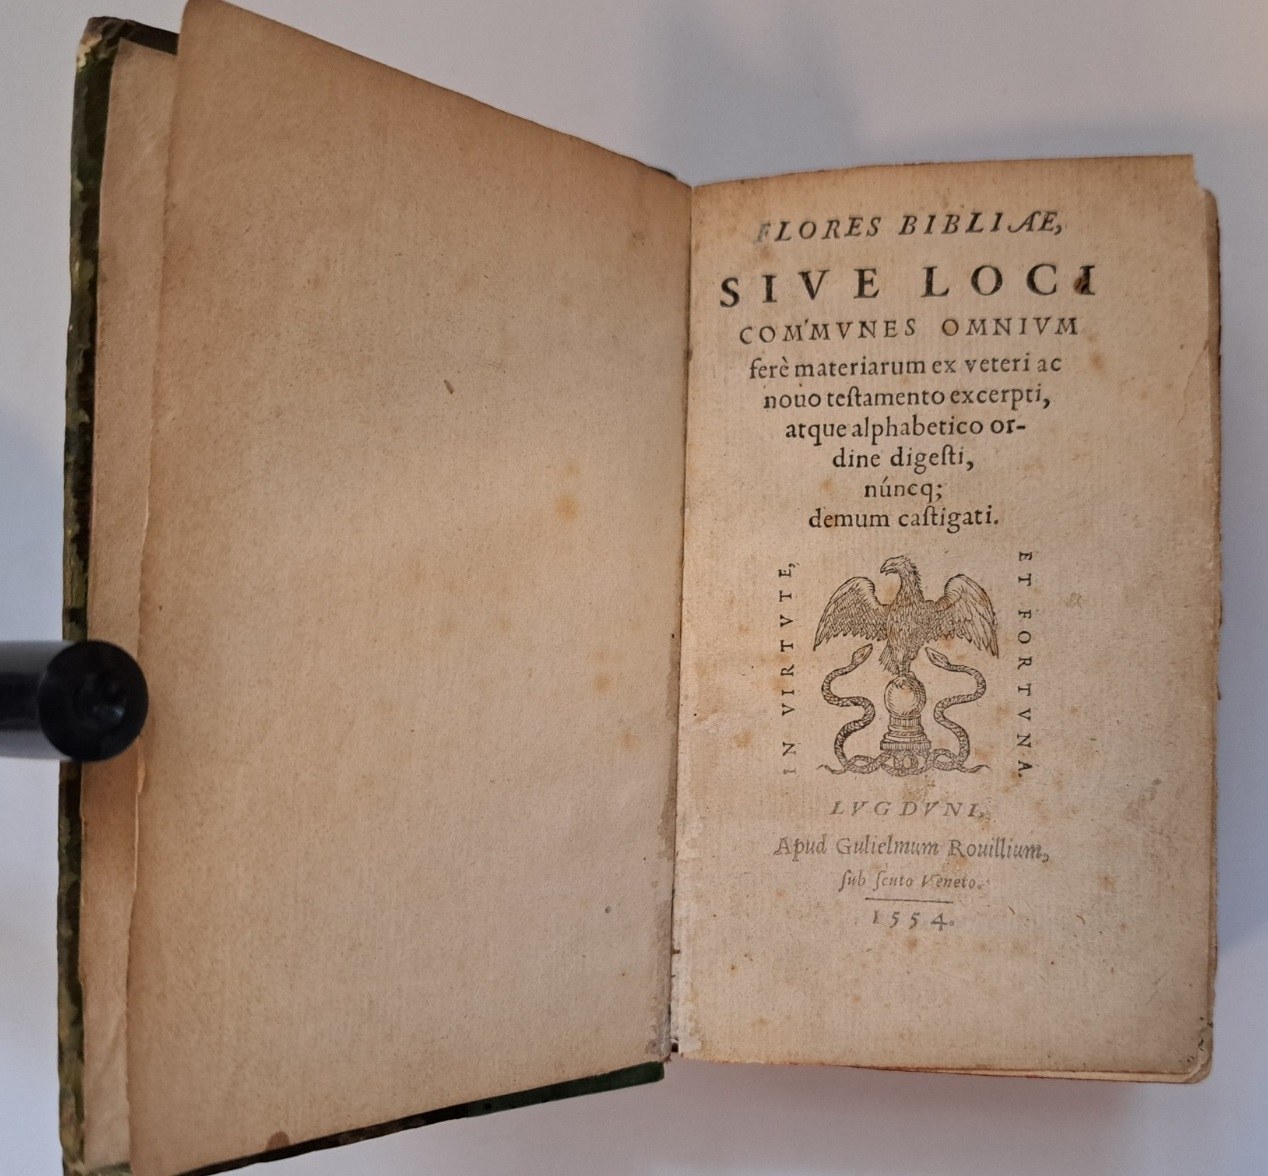 FLORES BIBLIÆ,
SIVE LOCI
COMMVNES OMNIVM
ferè materiarum ex veteri ac
nouo teſtamento excerpti,
atque alphabetico or-
dine digeſti,
núncq;
demum caſtigati.
IN VIRTVTE,
ET FORTVNA.
LVGDVNI,
Apud Gulielmum Rouillium,
ſub ſcuto Veneto.
1554.